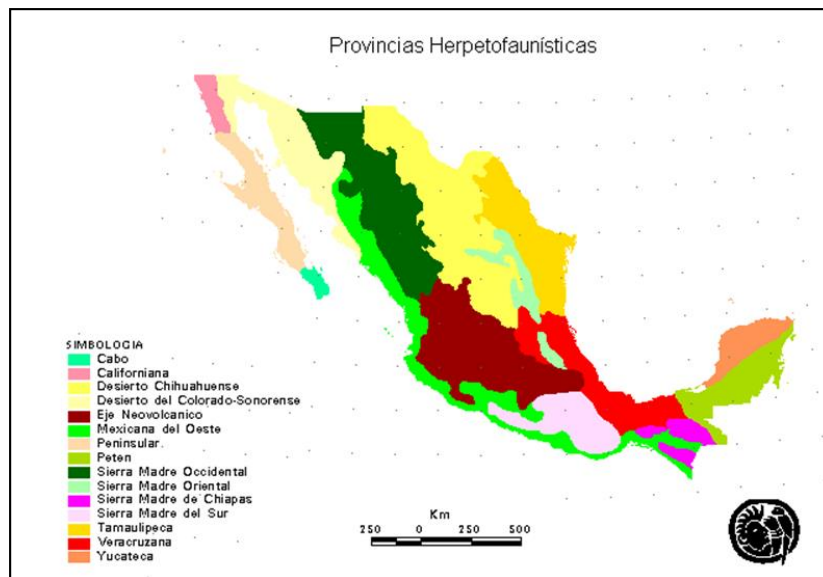 Provincias Herpetofaunísticas
SIMBOLOGIA
Cabo
Californiana
Desierto Chihuahuense
Desierto del Colorado-Sonorense
Eje Neovolcanico
Mexicana del Oeste
Peninsular.
Peten
Sierra Madre Occidental
Sierra Madre Oriental
Sierra Madre de Chiapas
Sierra Madre del Sur
Tamaulipeca
Veracruzana
Yucateca
Km
250 0 250 500